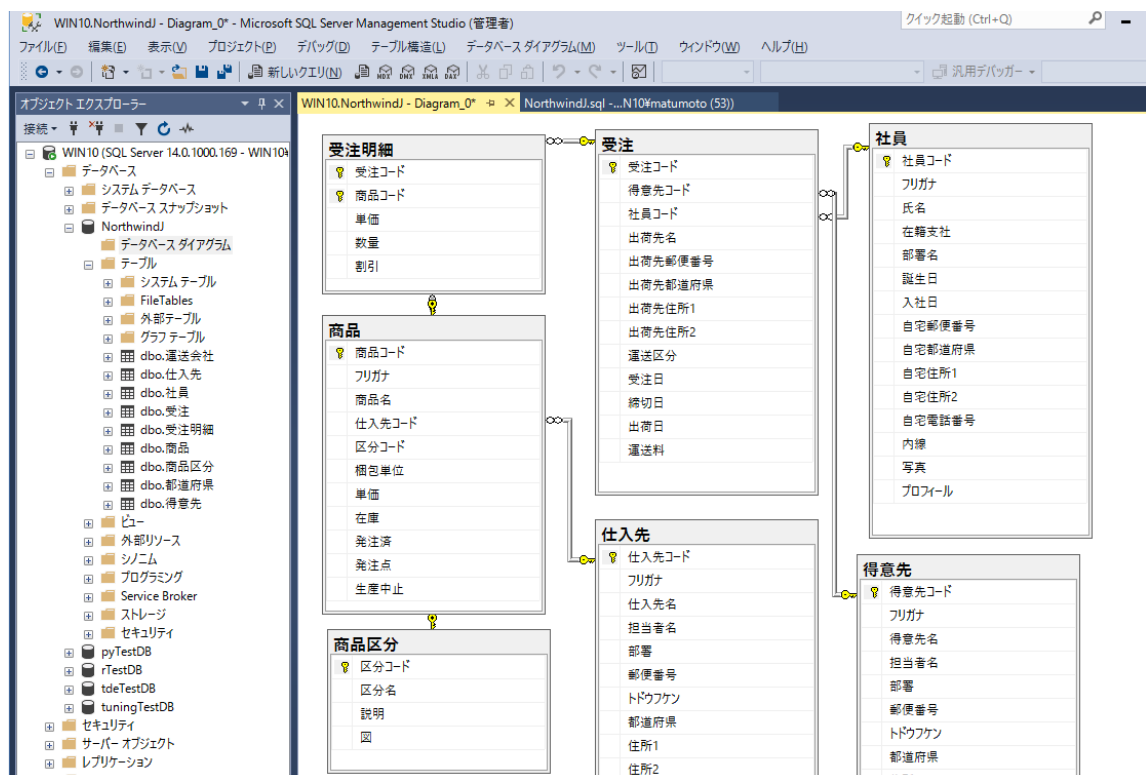 WIN10.NorthwindJ - Diagram_0* - Microsoft SQL Server Management Studio (管理者)
クイック起動 (Ctrl+Q)
ファイル(F) 編集(E) 表示(V) プロジェクト(P) デバッグ(D) テーブル構造(L) データベース ダイアグラム(M) ツール(T) ウィンドウ(W) ヘルプ(H)
新しいクエリ(N) MDX DMX XMLA DAX 汎用デバッガー
オブジェクト エクスプローラー
接続
WIN10 (SQL Server 14.0.1000.169 - WIN10¥
データベース
システム データベース
データベース スナップショット
NorthwindJ
データベース ダイアグラム
テーブル
システム テーブル
FileTables
外部テーブル
グラフ テーブル
dbo.運送会社
dbo.仕入先
dbo.社員
dbo.受注
dbo.受注明細
dbo.商品
dbo.商品区分
dbo.都道府県
dbo.得意先
ビュー
外部リソース
シノニム
プログラミング
Service Broker
ストレージ
セキュリティ
pyTestDB
rTestDB
tdeTestDB
tuningTestDB
セキュリティ
サーバー オブジェクト
レプリケーション
WIN10.NorthwindJ - Diagram_0*
NorthwindJ.sql -...N10¥matumoto (53))
受注明細
受注コード
商品コード
単価
数量
割引
商品
商品コード
フリガナ
商品名
仕入先コード
区分コード
梱包単位
単価
在庫
発注済
発注点
生産中止
商品区分
区分コード
区分名
説明
図
受注
受注コード
得意先コード
社員コード
出荷先名
出荷先郵便番号
出荷先都道府県
出荷先住所1
出荷先住所2
運送区分
受注日
締切日
出荷日
運送料
仕入先
仕入先コード
フリガナ
仕入先名
担当者名
部署
郵便番号
トドウフケン
都道府県
住所1
住所2
社員
社員コード
フリガナ
氏名
在籍支社
部署名
誕生日
入社日
自宅郵便番号
自宅都道府県
自宅住所1
自宅住所2
自宅電話番号
内線
写真
プロフィール
得意先
得意先コード
フリガナ
得意先名
担当者名
部署
郵便番号
トドウフケン
都道府県